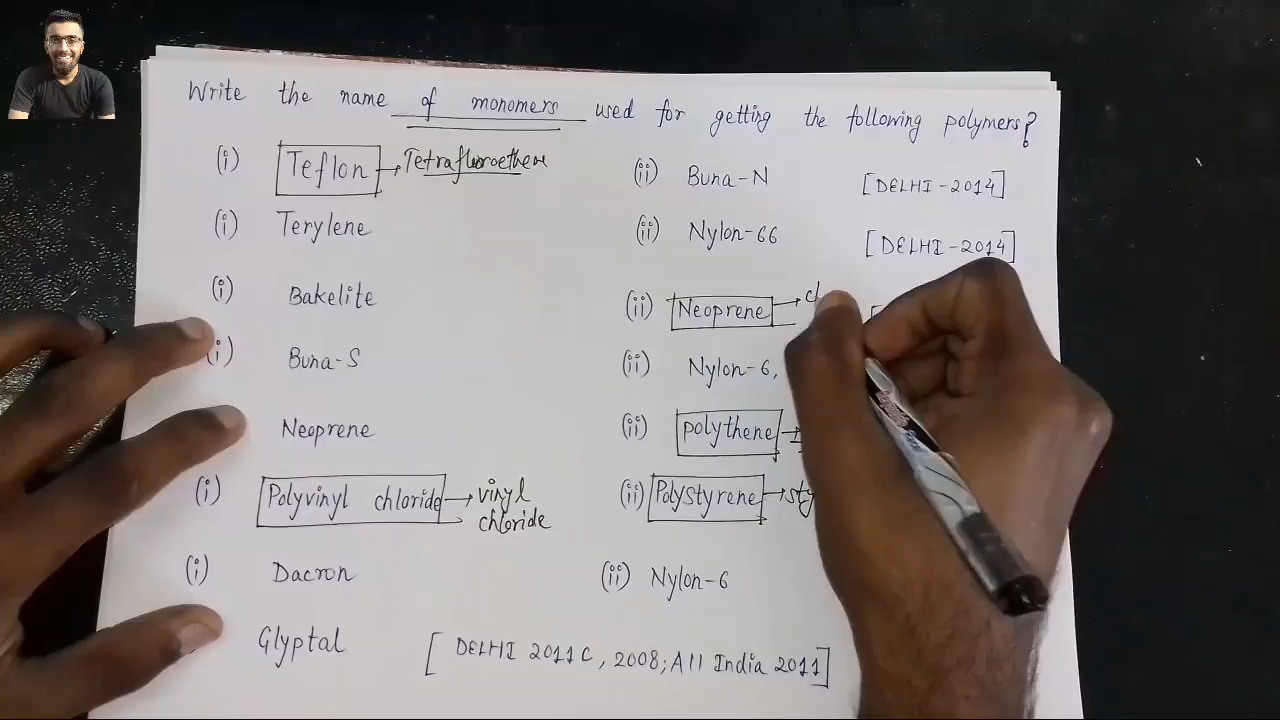 Write the name of monomers used for getting the following polymers?
(i) Teflon → Tetrafluoroethene (ii) Buna-N [DELHI-2014]
(i) Terylene (ii) Nylon-66 [DELHI-2014]
(i) Bakelite (ii) Neoprene →
(i) Buna-S (ii) Nylon-6,
Neoprene (ii) polythene →
(i) Polyvinyl chloride → vinyl
chloride
(ii) Polystyrene →
(i) Dacron (ii) Nylon-6
Glyptal [DELHI 2011C, 2008; All India 2011]